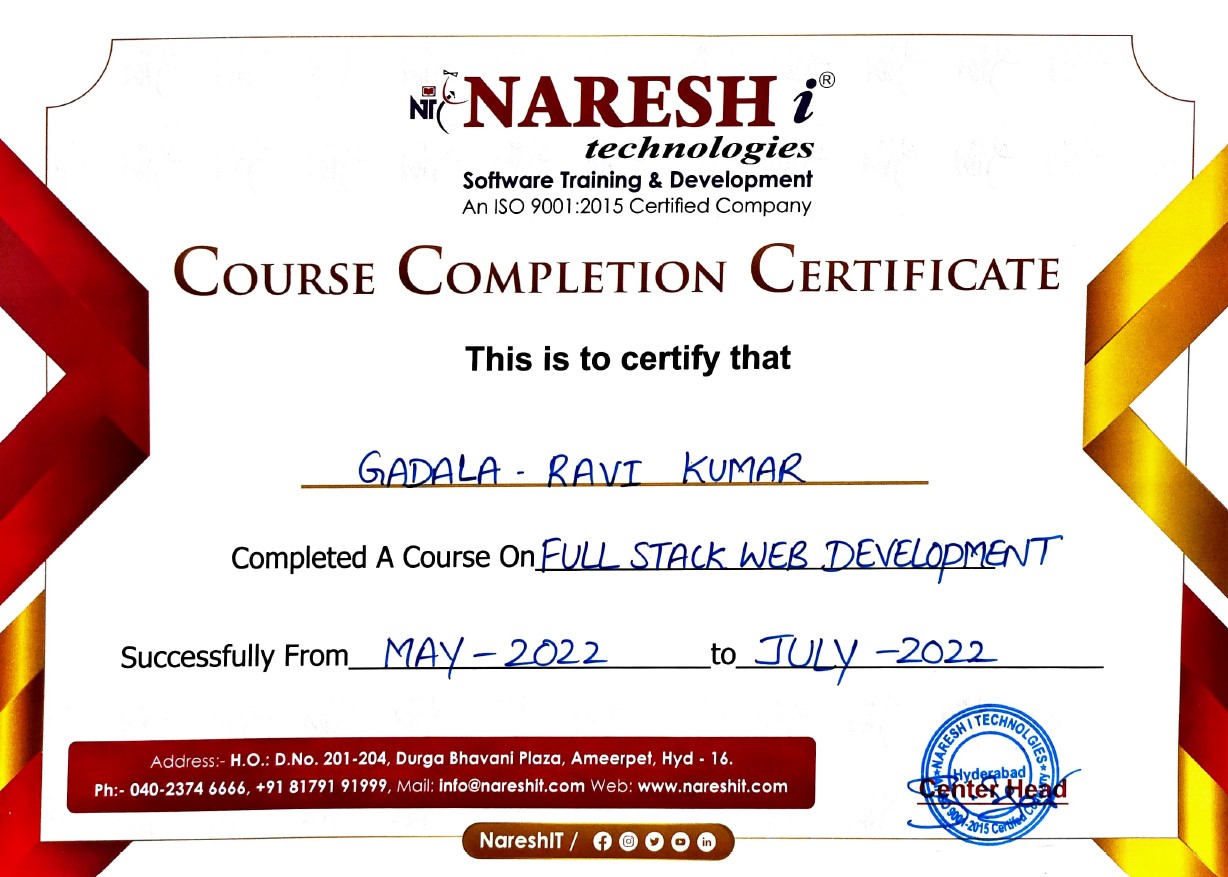 NT
NARESH i®
technologies
Software Training & Development
An ISO 9001:2015 Certified Company
COURSE COMPLETION CERTIFICATE
This is to certify that
GADALA - RAVI KUMAR
Completed A Course On FULL STACK WEB DEVELOPMENT
Successfully From MAY - 2022 to JULY - 2022
Address:- H.O.: D.No. 201-204, Durga Bhavani Plaza, Ameerpet, Hyd - 16.
Ph:- 040-2374 6666, +91 81791 91999, Mail: info@nareshit.com Web: www.nareshit.com
NARESH I TECHNOLGIES
Hyderabad
Center Head
ISO 9001-2015 Certified Company
NareshIT /